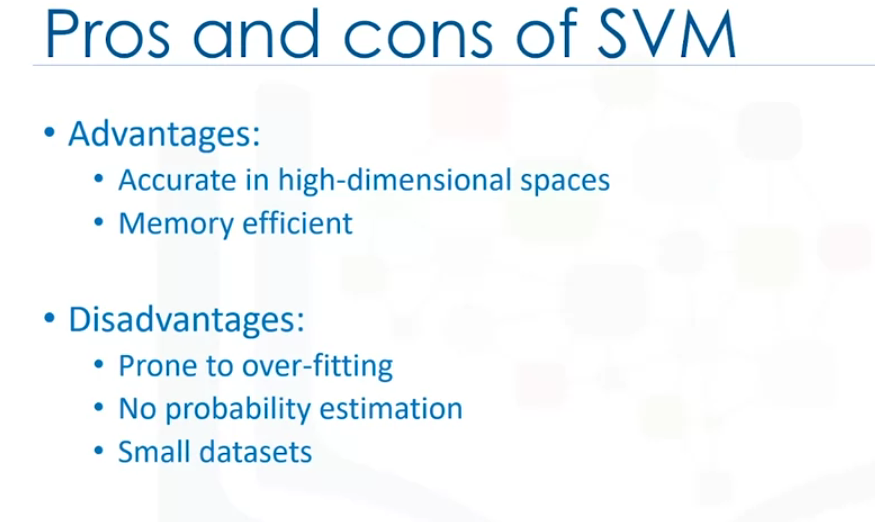 Pros and cons of SVM
• Advantages:
• Accurate in high-dimensional spaces
• Memory efficient
• Disadvantages:
• Prone to over-fitting
• No probability estimation
• Small datasets